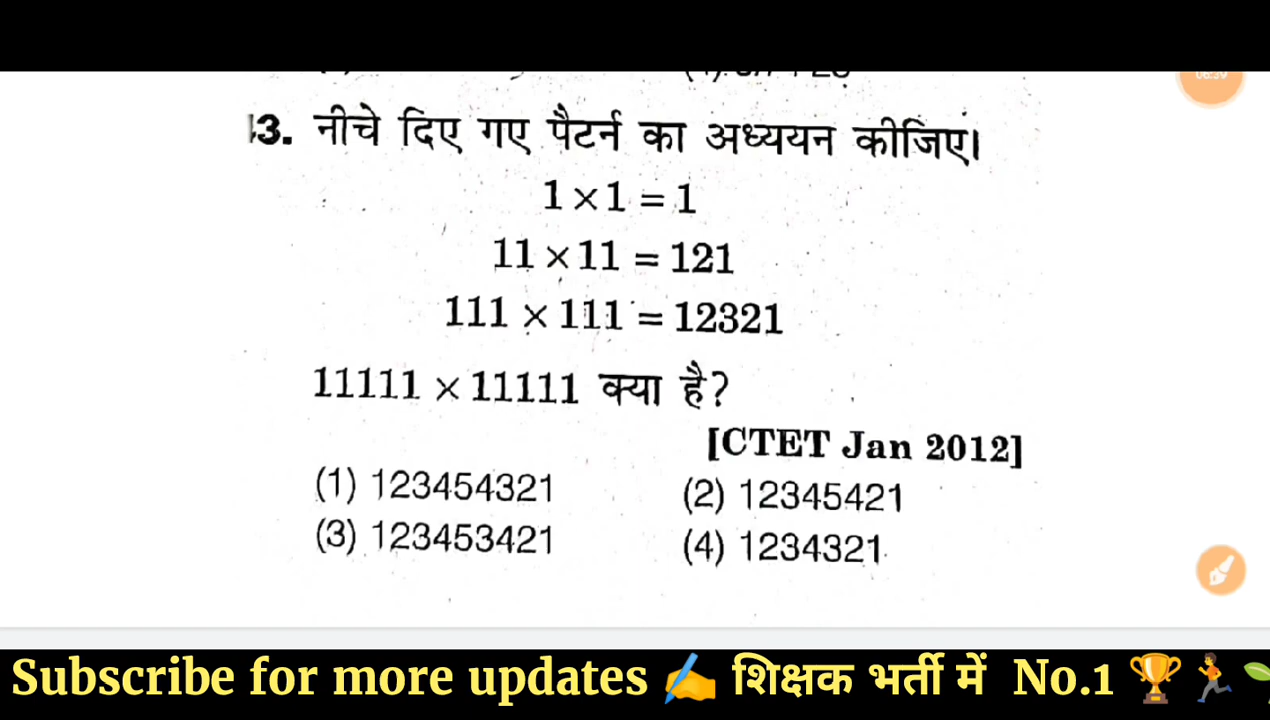 3. नीचे दिए गए पैटर्न का अध्ययन कीजिए।
1 × 1 = 1
11 × 11 = 121
111 × 111 = 12321
11111 × 11111 क्या है?
[CTET Jan 2012]
(1) 123454321 (2) 12345421
(3) 123453421 (4) 1234321
Subscribe for more updates ✍️ शिक्षक भर्ती में No.1 🏆🏃